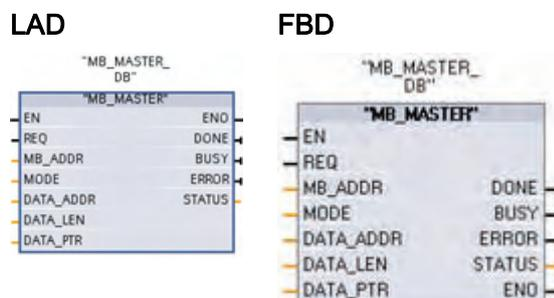 LAD
FBD
"MB_MASTER_
DB"
"MB_MASTER"
EN ENO
REQ DONE
MB_ADDR BUSY
MODE ERROR
DATA_ADDR STATUS
DATA_LEN
DATA_PTR
"MB_MASTER_
DB"
"MB_MASTER"
EN
REQ
MB_ADDR DONE
MODE BUSY
DATA_ADDR ERROR
DATA_LEN STATUS
DATA_PTR ENO